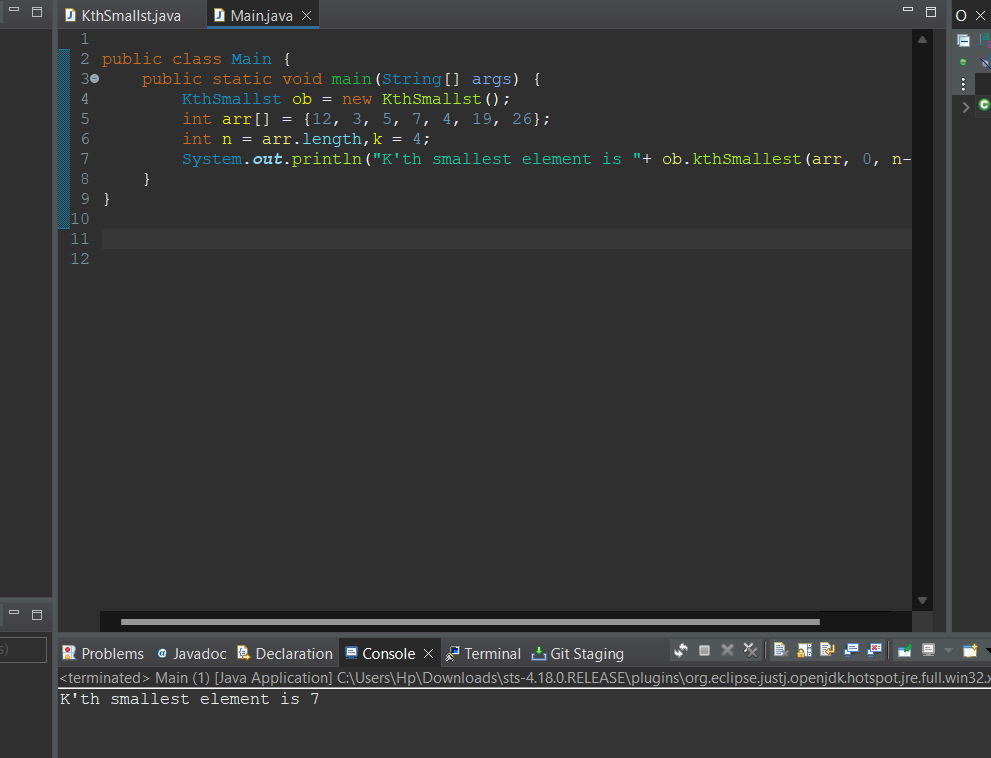 KthSmallst.java
Main.java
O
1
2 public class Main {
3 public static void main(String[] args) {
4 KthSmallst ob = new KthSmallst();
5 int arr[] = {12, 3, 5, 7, 4, 19, 26};
6 int n = arr.length,k = 4;
7 System.out.println("K'th smallest element is "+ ob.kthSmallest(arr, 0, n-
8 }
9 }
10
11
12
s)
Problems @ Javadoc Declaration Console Terminal Git Staging
<terminated> Main (1) [Java Application] C:\Users\Hp\Downloads\sts-4.18.0.RELEASE\plugins\org.eclipse.justj.openjdk.hotspot.jre.full.win32.x
K'th smallest element is 7